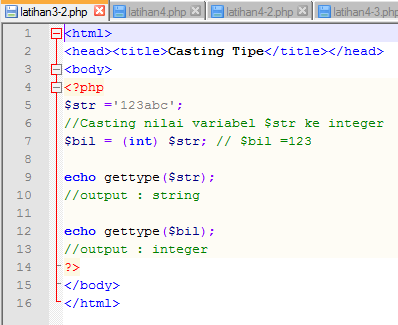 latihan3-2.php latihan4.php latihan4-2.php latihan4-3.php
1 <html>
2 <head><title>Casting Tipe</title></head>
3 <body>
4 <?php
5 $str ='123abc';
6 //Casting nilai variabel $str ke integer
7 $bil = (int) $str; // $bil =123
8
9 echo gettype($str);
10 //output : string
11
12 echo gettype($bil);
13 //output : integer
14 ?>
15 </body>
16 </html>